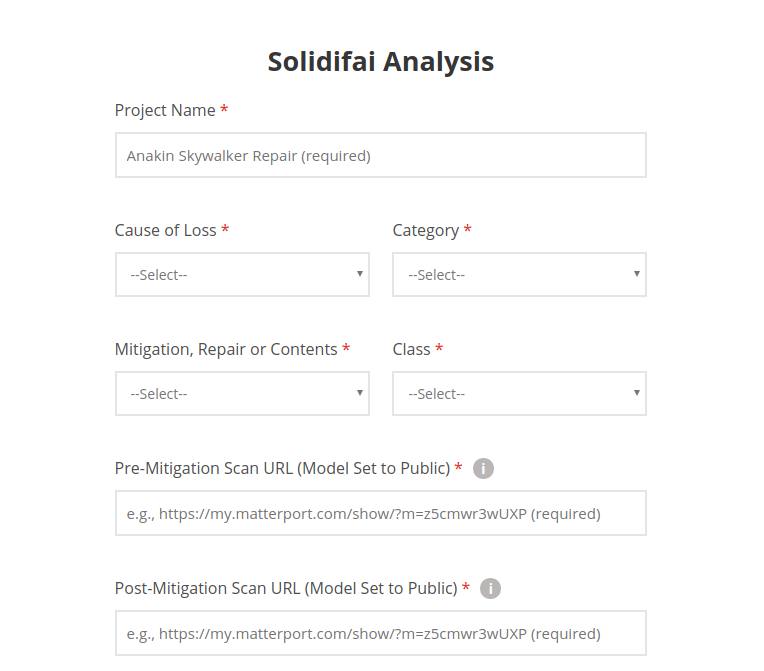 Solidifai Analysis
Project Name *
Anakin Skywalker Repair (required)
Cause of Loss * Category *
--Select-- --Select--
Mitigation, Repair or Contents * Class *
--Select-- --Select--
Pre-Mitigation Scan URL (Model Set to Public) * i
e.g., https://my.matterport.com/show/?m=z5cmwr3wUXP (required)
Post-Mitigation Scan URL (Model Set to Public) * i
e.g., https://my.matterport.com/show/?m=z5cmwr3wUXP (required)